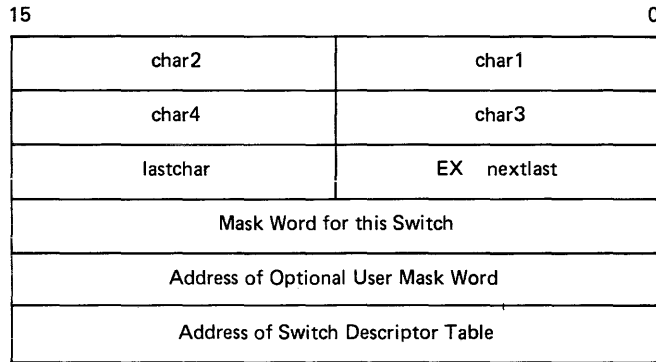 15 0
char2 char1
char4 char3
lastchar EX nextlast
Mask Word for this Switch
Address of Optional User Mask Word
Address of Switch Descriptor Table